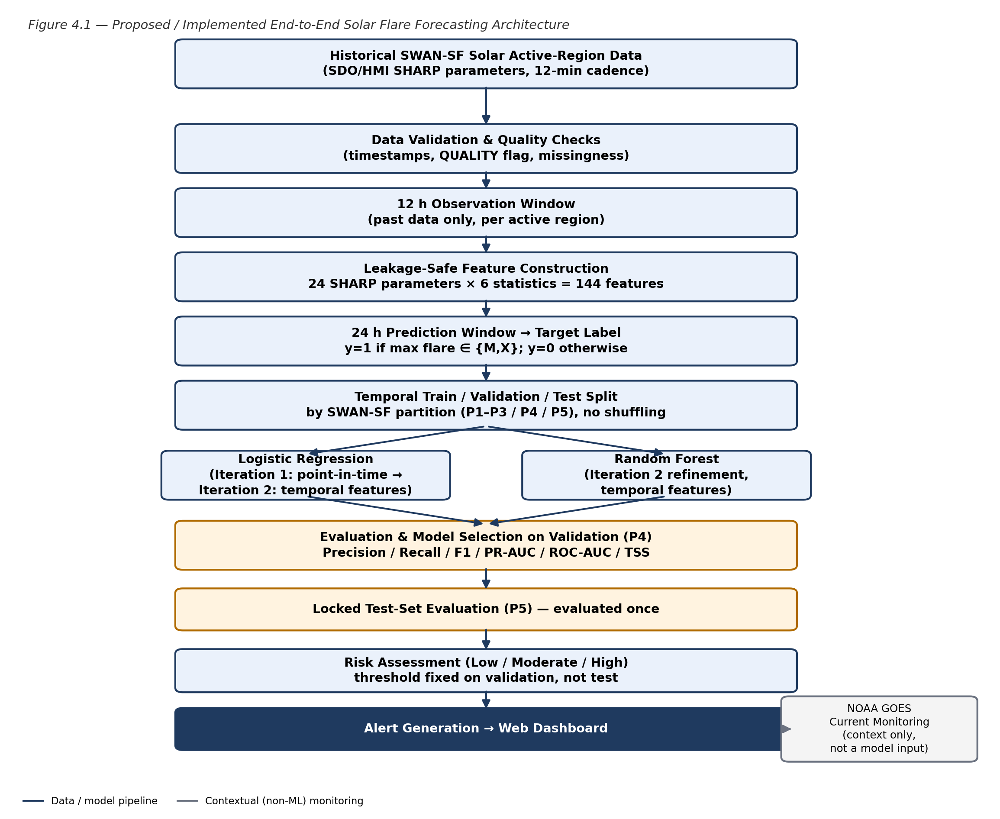 Figure 4.1 — Proposed / Implemented End-to-End Solar Flare Forecasting Architecture
Historical SWAN-SF Solar Active-Region Data
(SDO/HMI SHARP parameters, 12-min cadence)
Data Validation & Quality Checks
(timestamps, QUALITY flag, missingness)
12 h Observation Window
(past data only, per active region)
Leakage-Safe Feature Construction
24 SHARP parameters × 6 statistics = 144 features
24 h Prediction Window → Target Label
y=1 if max flare ∈ {M,X}; y=0 otherwise
Temporal Train / Validation / Test Split
by SWAN-SF partition (P1–P3 / P4 / P5), no shuffling
Logistic Regression
(Iteration 1: point-in-time →
Iteration 2: temporal features)
Random Forest
(Iteration 2 refinement,
temporal features)
Evaluation & Model Selection on Validation (P4)
Precision / Recall / F1 / PR-AUC / ROC-AUC / TSS
Locked Test-Set Evaluation (P5) — evaluated once
Risk Assessment (Low / Moderate / High)
threshold fixed on validation, not test
Alert Generation → Web Dashboard
NOAA GOES
Current Monitoring
(context only,
not a model input)
Data / model pipeline
Contextual (non-ML) monitoring